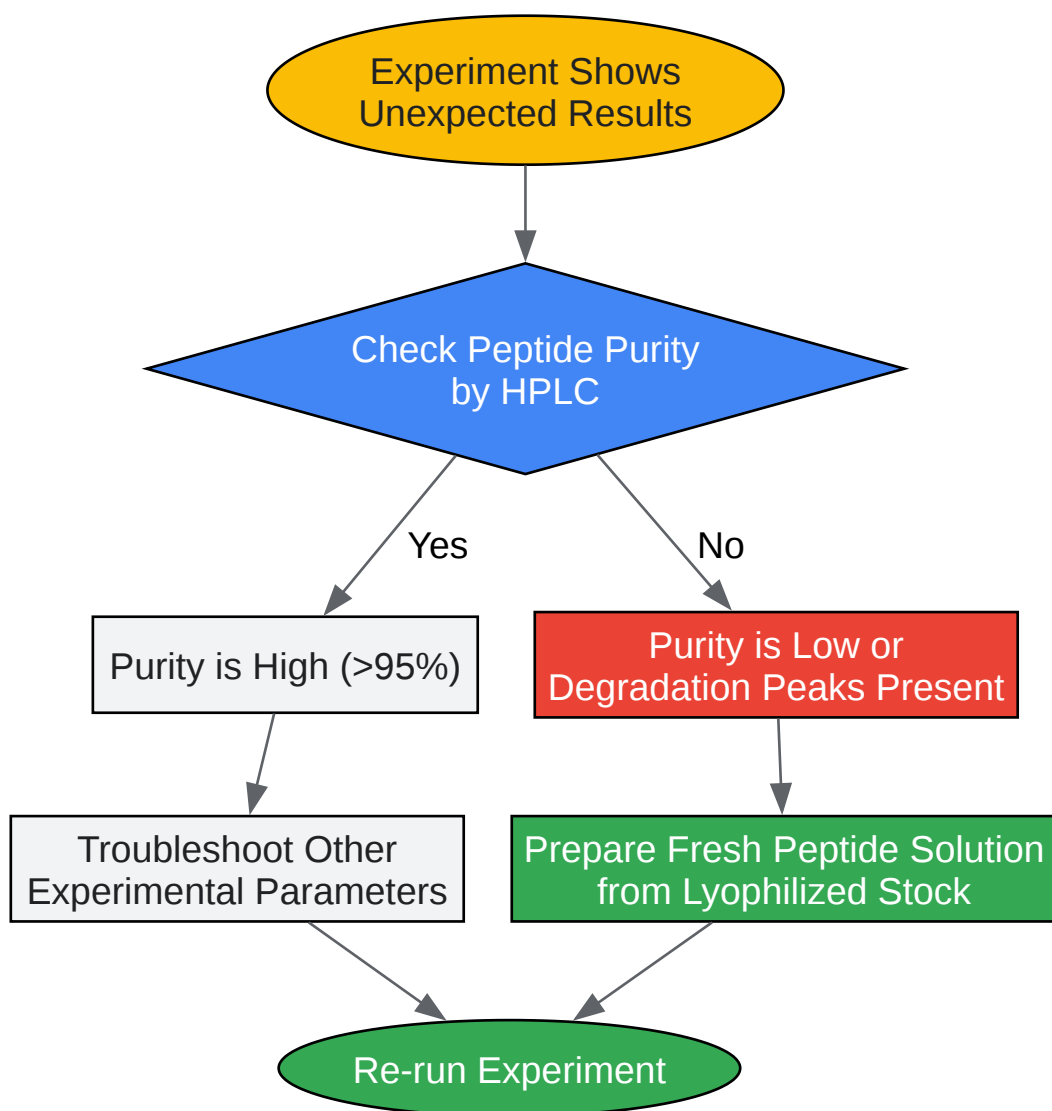 Experiment Shows
Unexpected Results
Check Peptide Purity
by HPLC
Yes
No
Purity is High (>95%)
Purity is Low or
Degradation Peaks Present
Troubleshoot Other
Experimental Parameters
Prepare Fresh Peptide Solution
from Lyophilized Stock
Re-run Experiment